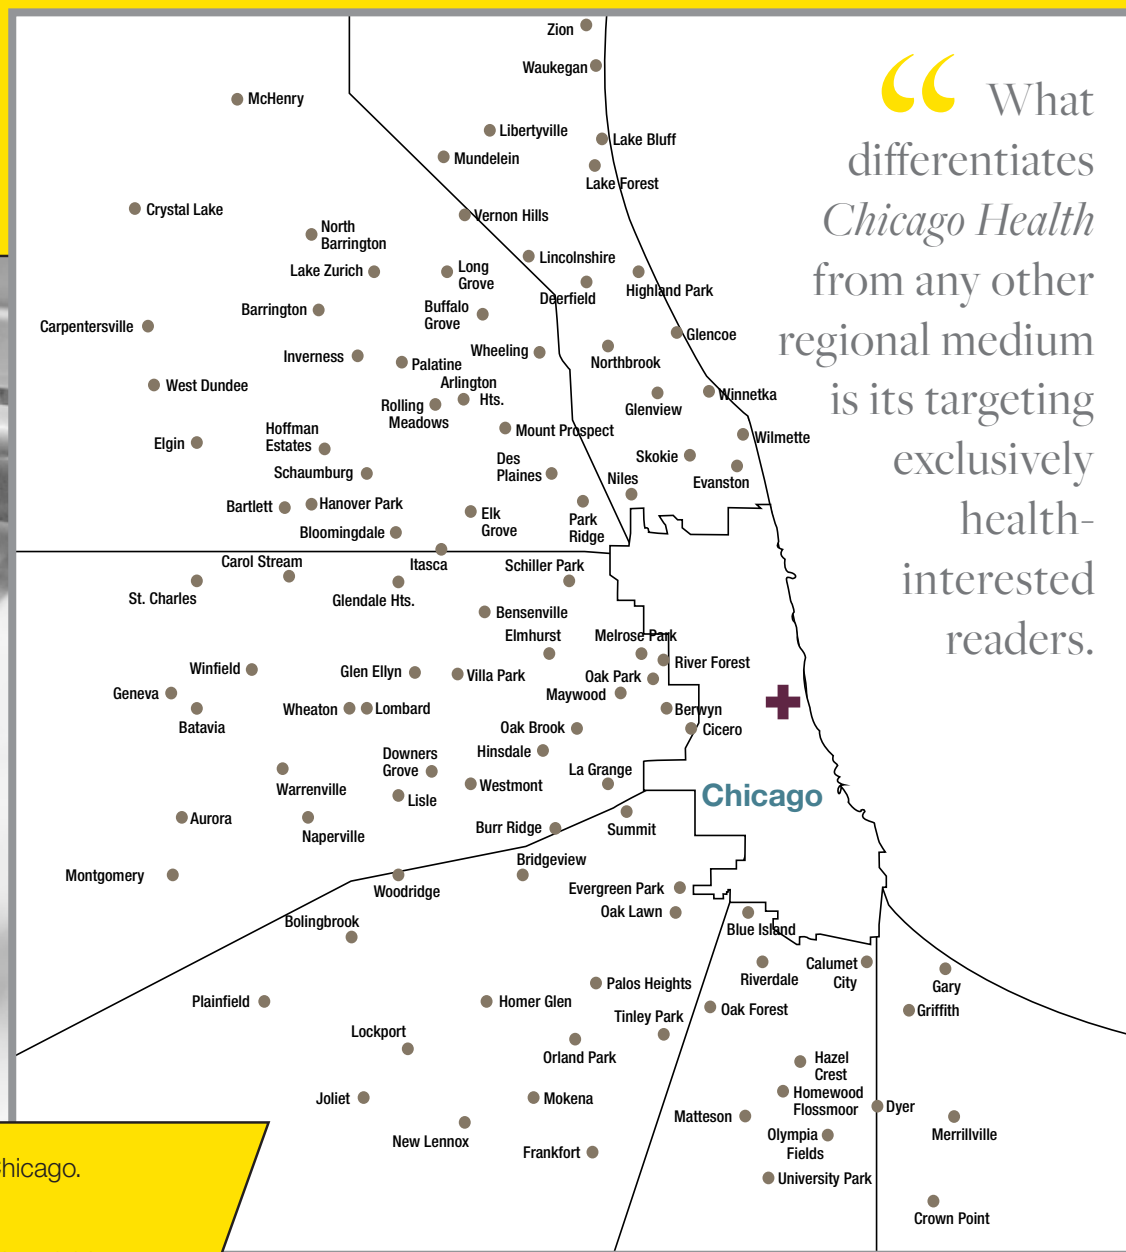 Zion
Waukegan
McHenry
Libertyville
Lake Bluff
Mundelein
Lake Forest
Crystal Lake
Vernon Hills
North
Barrington
Lincolnshire
Lake Zurich
Long
Grove
Deerfield
Highland Park
Barrington
Buffalo
Grove
Carpentersville
Glencoe
Inverness
Palatine
Wheeling
Northbrook
West Dundee
Arlington
Hts.
Rolling
Meadows
Glenview
Winnetka
Elgin
Hoffman
Estates
Mount Prospect
Wilmette
Schaumburg
Des
Plaines
Skokie
Niles
Evanston
Bartlett
Hanover Park
Elk
Grove
Park
Ridge
Bloomingdale
Itasca
Carol Stream
Schiller Park
St. Charles
Glendale Hts.
Bensenville
Elmhurst
Melrose Park
Winfield
Glen Ellyn
Villa Park
River Forest
Oak Park
Geneva
Maywood
Batavia
Wheaton
Lombard
Berwyn
Oak Brook
Cicero
Downers
Grove
Hinsdale
La Grange
Warrenville
Westmont
Lisle
Chicago
Aurora
Naperville
Burr Ridge
Summit
Montgomery
Woodridge
Bridgeview
Evergreen Park
Bolingbrook
Oak Lawn
Blue Island
Riverdale
Calumet
City
Gary
Plainfield
Homer Glen
Palos Heights
Oak Forest
Griffith
Lockport
Tinley Park
Orland Park
Hazel
Crest
Joliet
Mokena
Homewood
Flossmoor
Dyer
New Lennox
Matteson
Olympia
Fields
Merrillville
Frankfort
University Park
Crown Point
“ What
differentiates
Chicago Health
from any other
regional medium
is its targeting
exclusively
health-
interested
readers.
hicago.